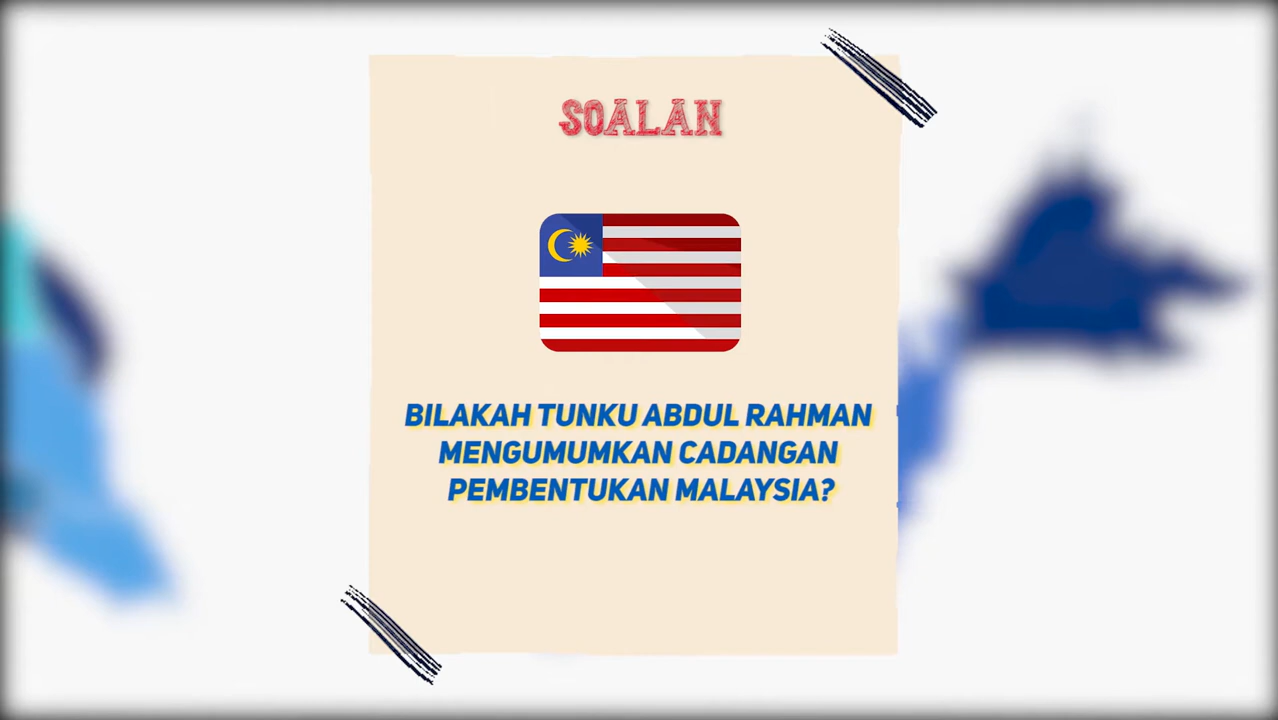 SOALAN
BILAKAH TUNKU ABDUL RAHMAN
MENGUMUMKAN CADANGAN
PEMBENTUKAN MALAYSIA?